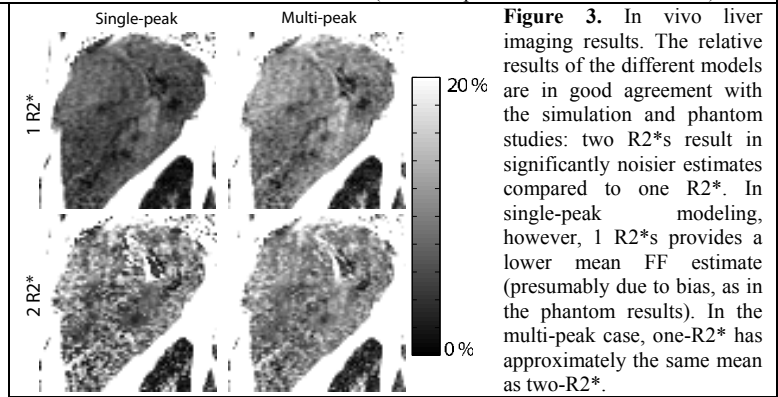 Single-peak
Multi-peak
1 R2*
2 R2*
20 %
0 %
Figure 3. In vivo liver
imaging results. The relative
results of the different models
are in good agreement with
the simulation and phantom
studies: two R2*s result in
significantly noisier estimates
compared to one R2*. In
single-peak modeling,
however, 1 R2*s provides a
lower mean FF estimate
(presumably due to bias, as in
the phantom results). In the
multi-peak case, one-R2* has
approximately the same mean
as two-R2*.